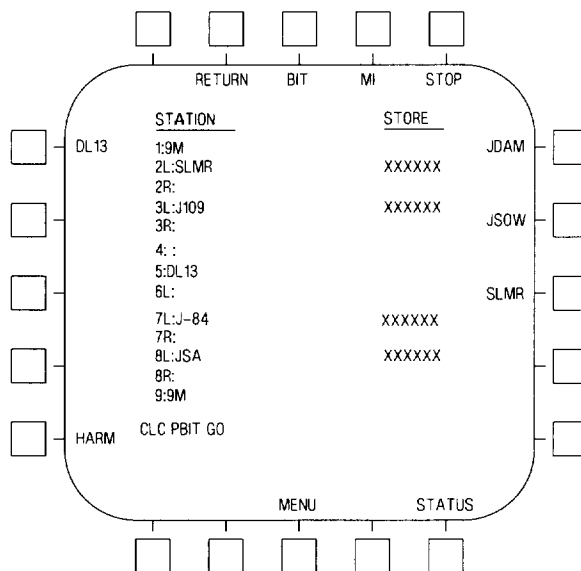 RETURN BIT MI STOP
STATION STORE
DL13 1:9M JDAM
2L:SLMR XXXXXX
2R:
3L:J109 XXXXXX JSOW
3R:
4: :
5:DL13
6L: SLMR
7L:J-84 XXXXXX
7R:
8L:JSA XXXXXX
8R:
9:9M
HARM CLC PBIT GO
MENU STATUS